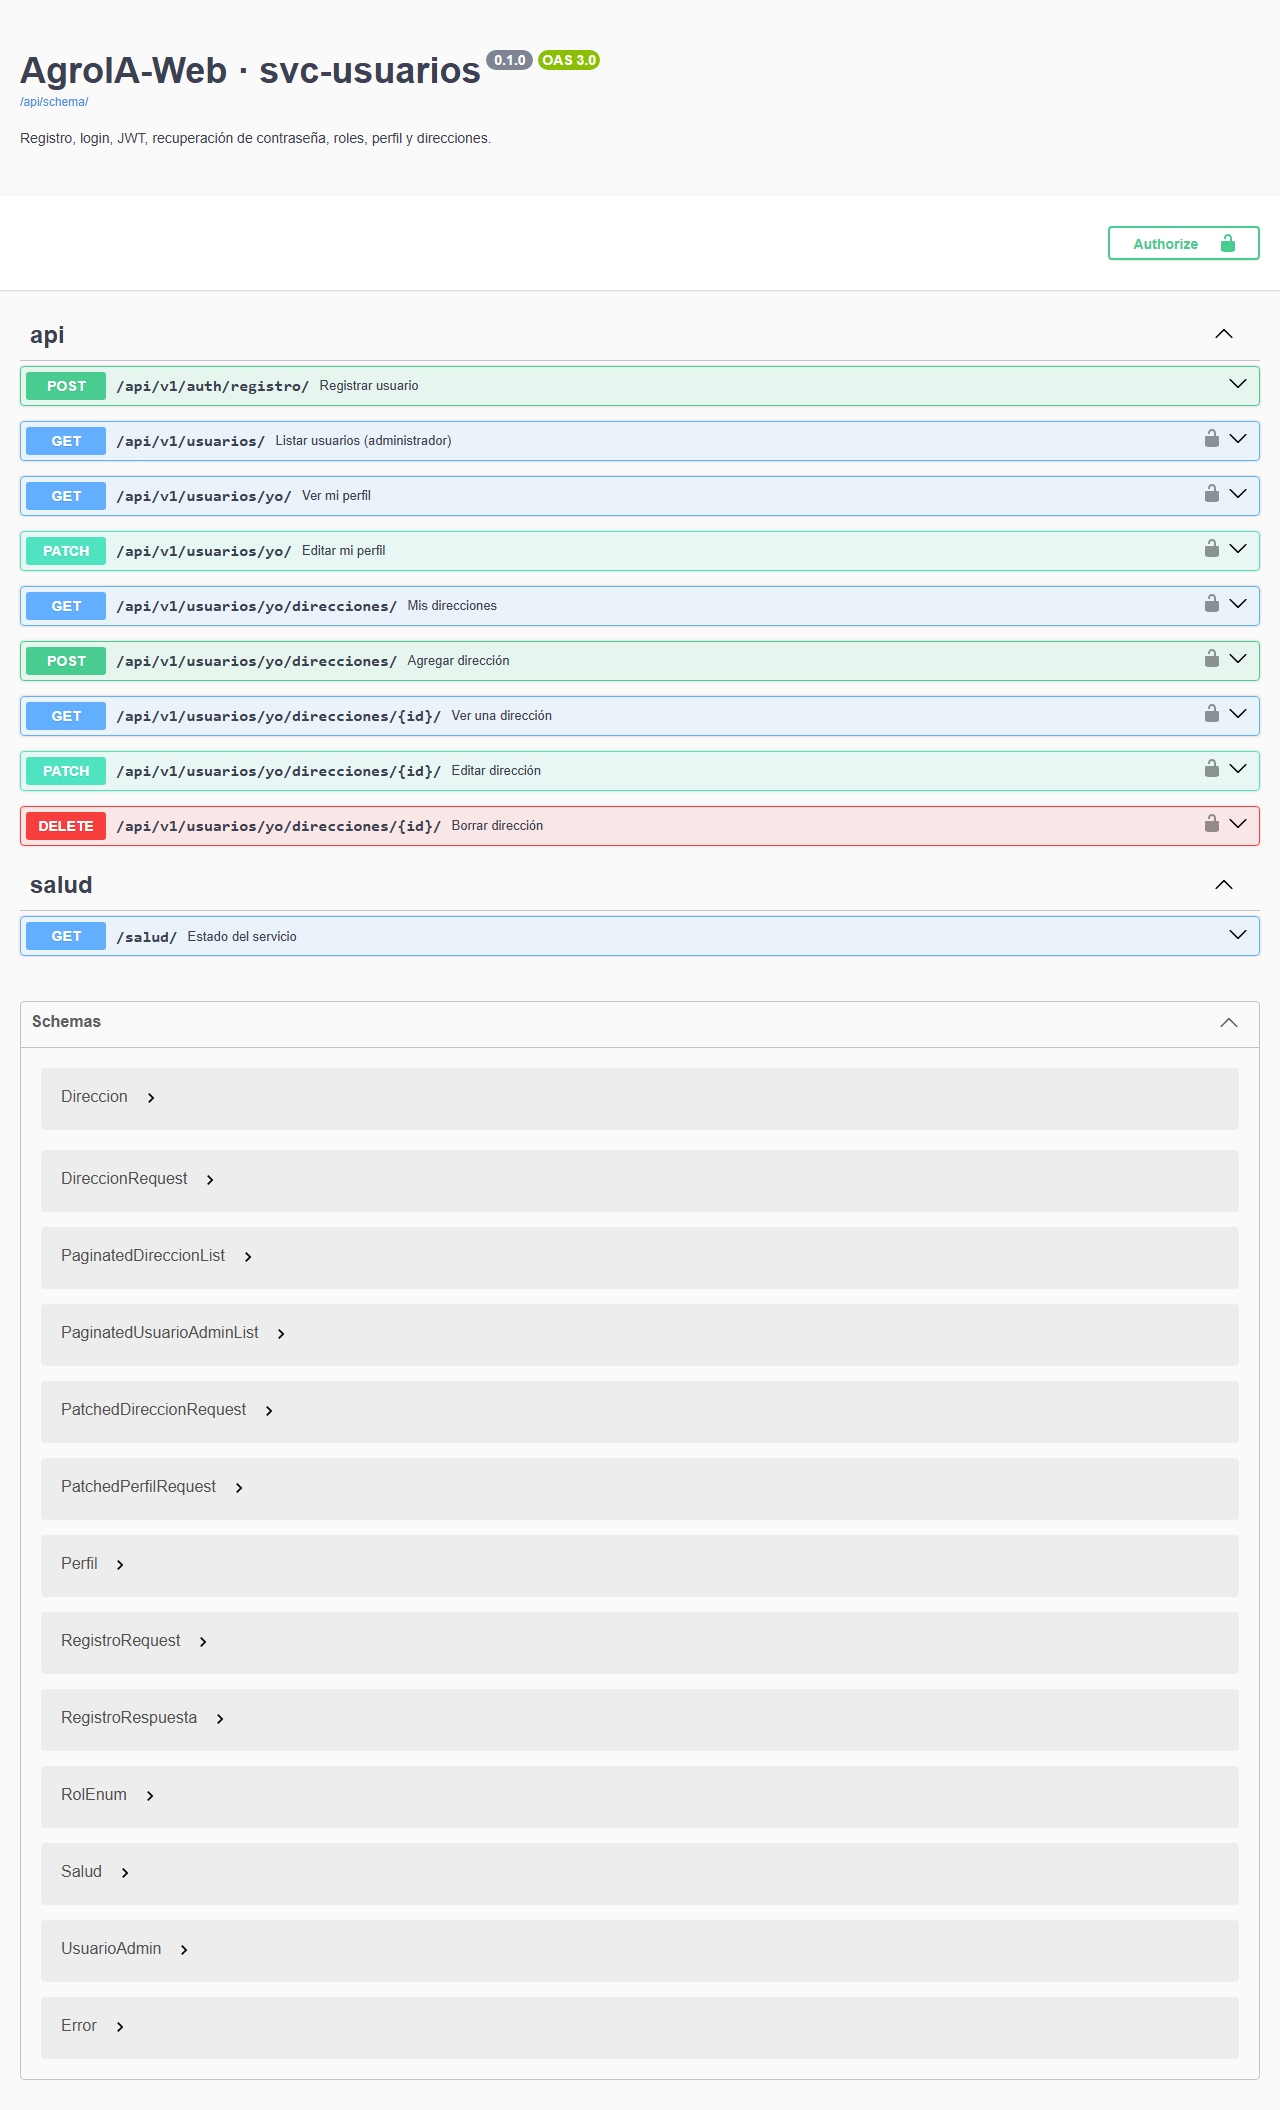 AgroIA-Web · svc-usuarios 0.1.0 OAS 3.0
/api/schema/
Registro, login, JWT, recuperación de contraseña, roles, perfil y direcciones.
Authorize
api
POST /api/v1/auth/registro/ Registrar usuario
GET /api/v1/usuarios/ Listar usuarios (administrador)
GET /api/v1/usuarios/yo/ Ver mi perfil
PATCH /api/v1/usuarios/yo/ Editar mi perfil
GET /api/v1/usuarios/yo/direcciones/ Mis direcciones
POST /api/v1/usuarios/yo/direcciones/ Agregar dirección
GET /api/v1/usuarios/yo/direcciones/{id}/ Ver una dirección
PATCH /api/v1/usuarios/yo/direcciones/{id}/ Editar dirección
DELETE /api/v1/usuarios/yo/direcciones/{id}/ Borrar dirección
salud
GET /salud/ Estado del servicio
Schemas
Direccion
DireccionRequest
PaginatedDireccionList
PaginatedUsuarioAdminList
PatchedDireccionRequest
PatchedPerfilRequest
Perfil
RegistroRequest
RegistroRespuesta
RolEnum
Salud
UsuarioAdmin
Error